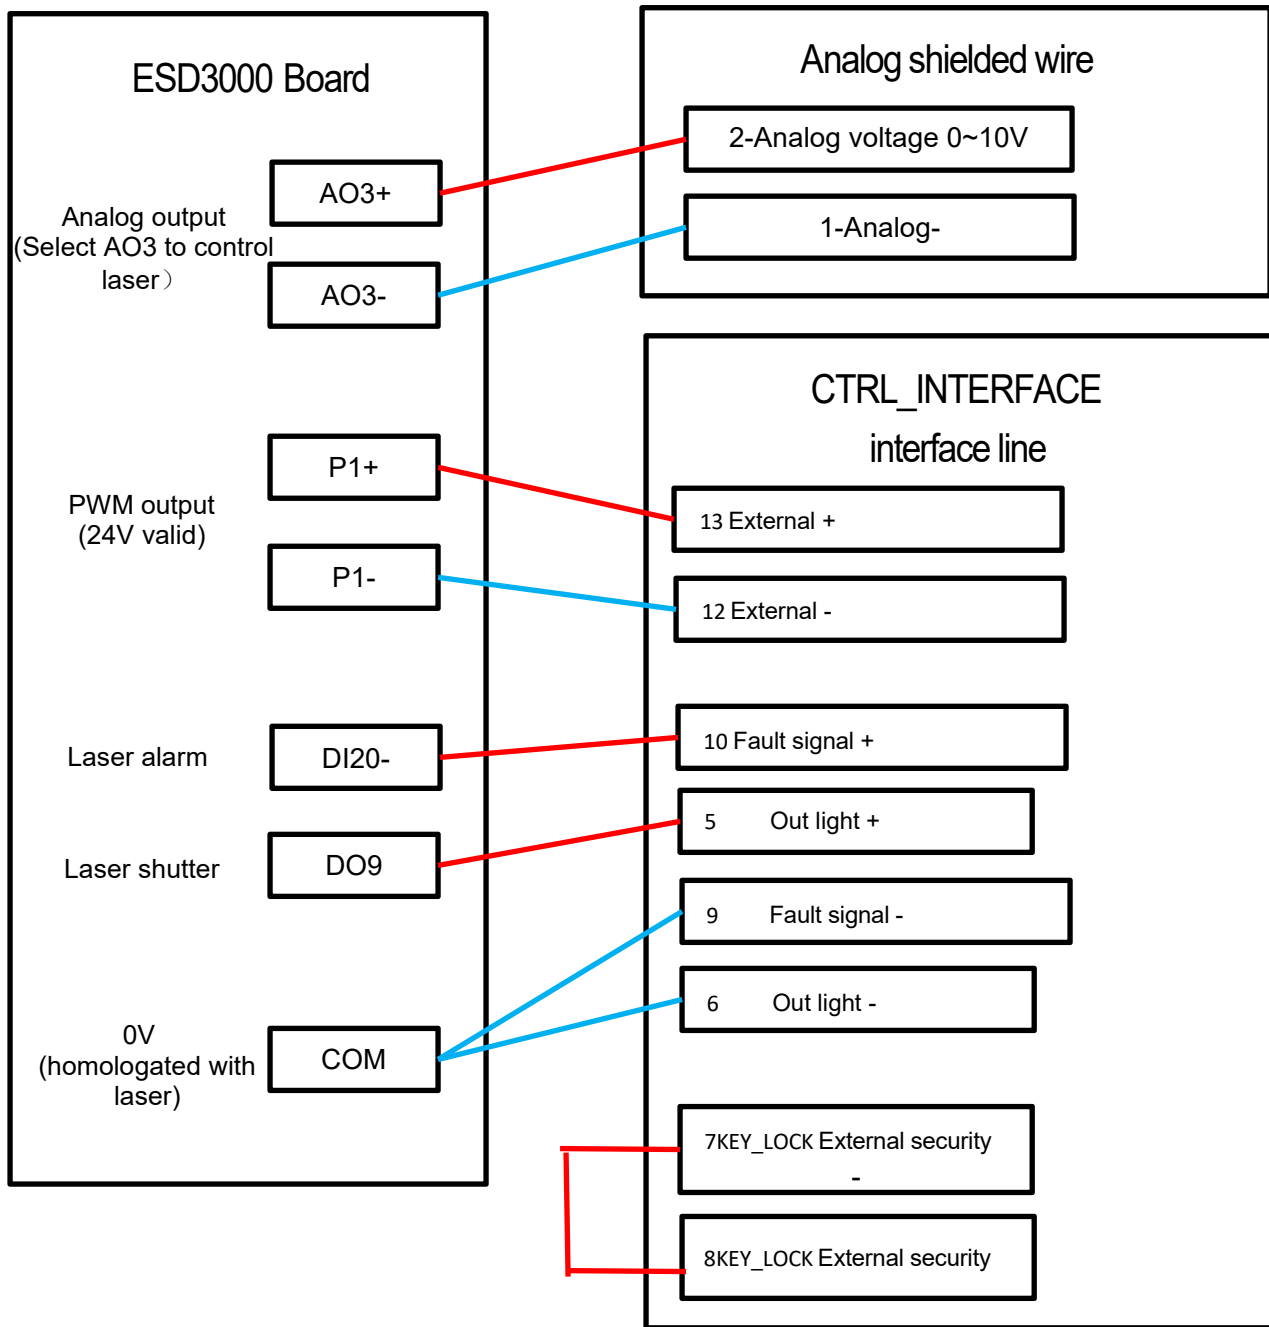 ESD3000 Board
Analog output
(Select AO3 to control
laser）
AO3+
AO3-
PWM output
(24V valid)
P1+
P1-
Laser alarm
DI20-
Laser shutter
DO9
0V
(homologated with
laser)
COM
Analog shielded wire
2-Analog voltage 0~10V
1-Analog-
CTRL_INTERFACE
interface line
13 External +
12 External -
10 Fault signal +
5 Out light +
9 Fault signal -
6 Out light -
7KEY_LOCK External security
-
8KEY_LOCK External security